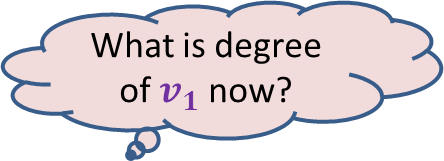 What is degree
of v₁ now?